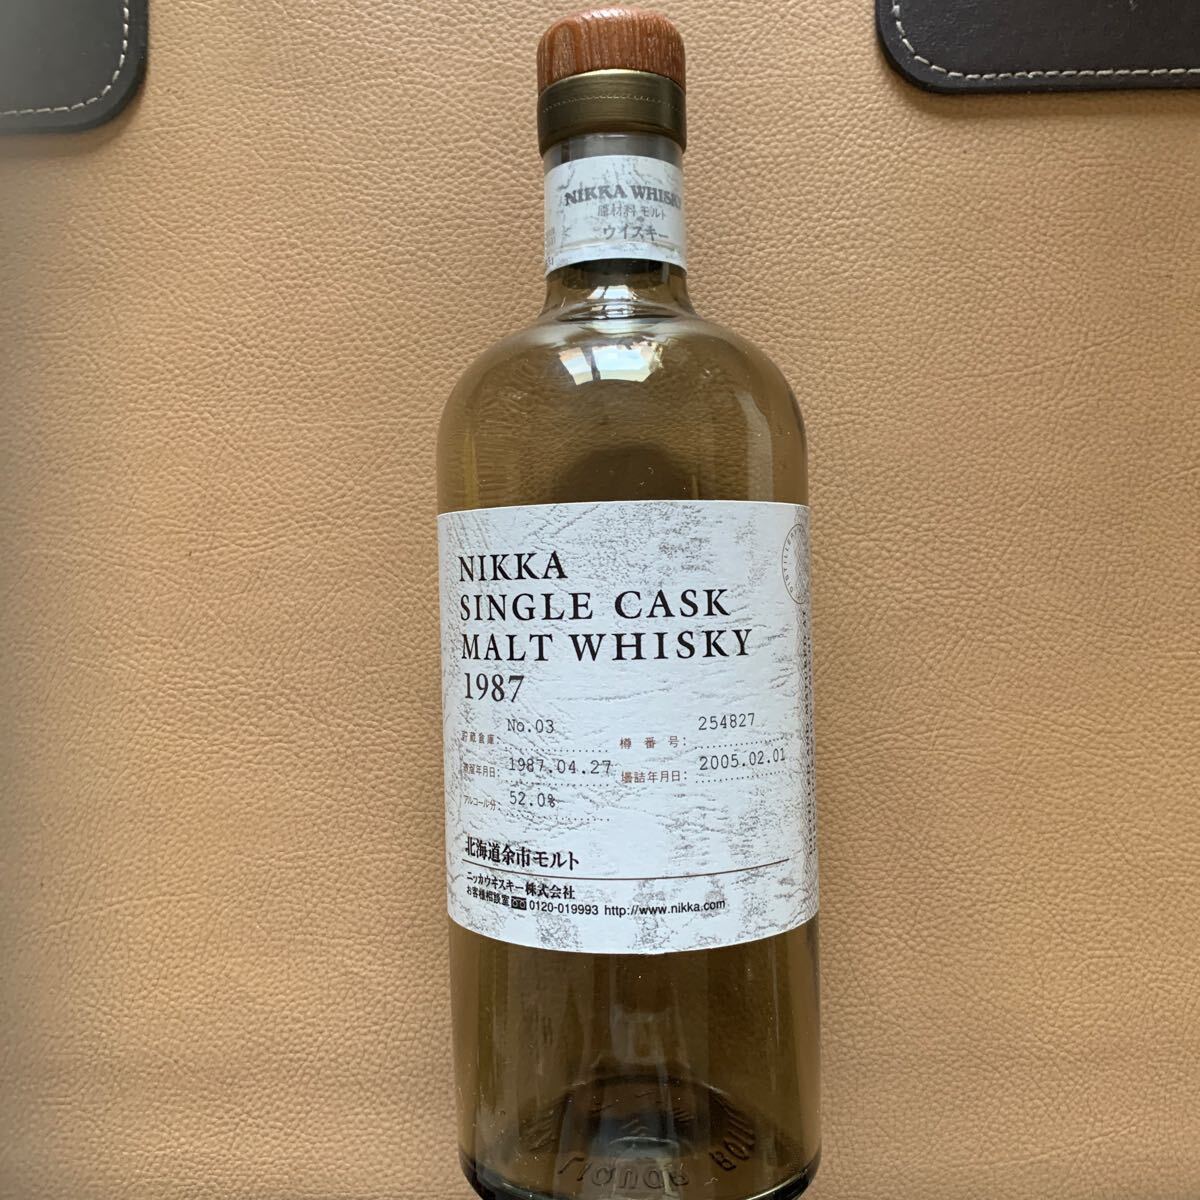 NIKKA WHISKY
原材料 モルト
ウイスキー
NIKKA
SINGLE CASK
MALT WHISKY
1987
貯蔵倉庫: No.03 樽番号: 254827
蒸溜年月日: 1987.04.27 壜詰年月日: 2005.02.01
アルコール分: 52.0%
北海道余市モルト
ニッカウヰスキー株式会社
お客様相談室 0120-019993 http://www.nikka.com